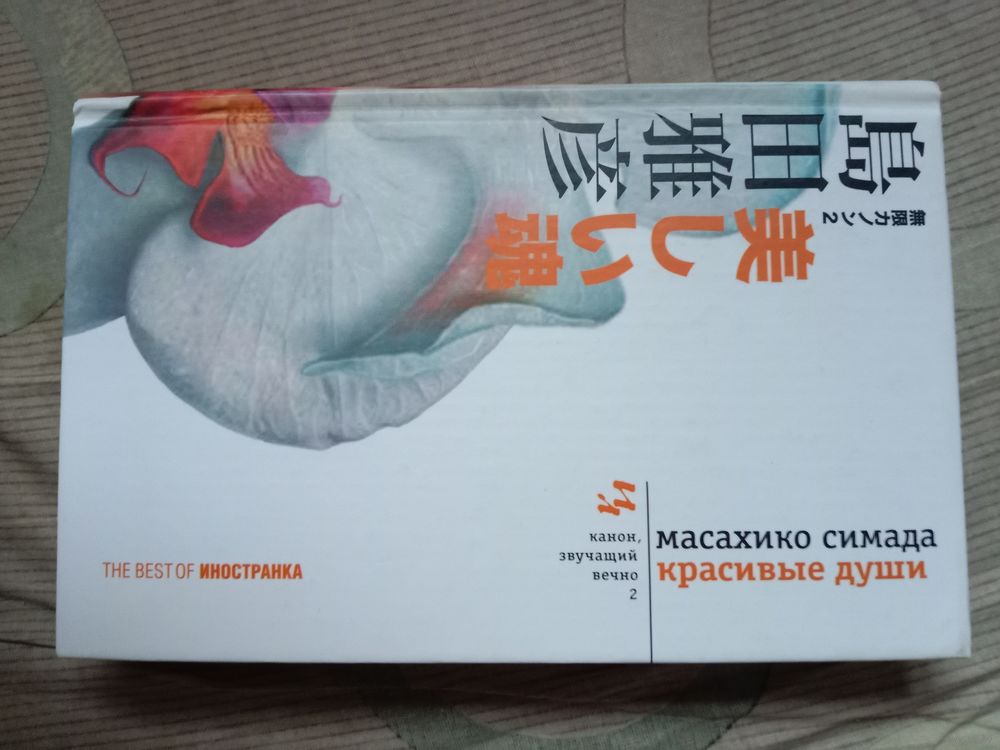 島田雅彦
無限カノン2
美しい魂
канон,
звучащий
вечно
2
масахико симада
красивые души
THE BEST OF ИНОСТРАНКА